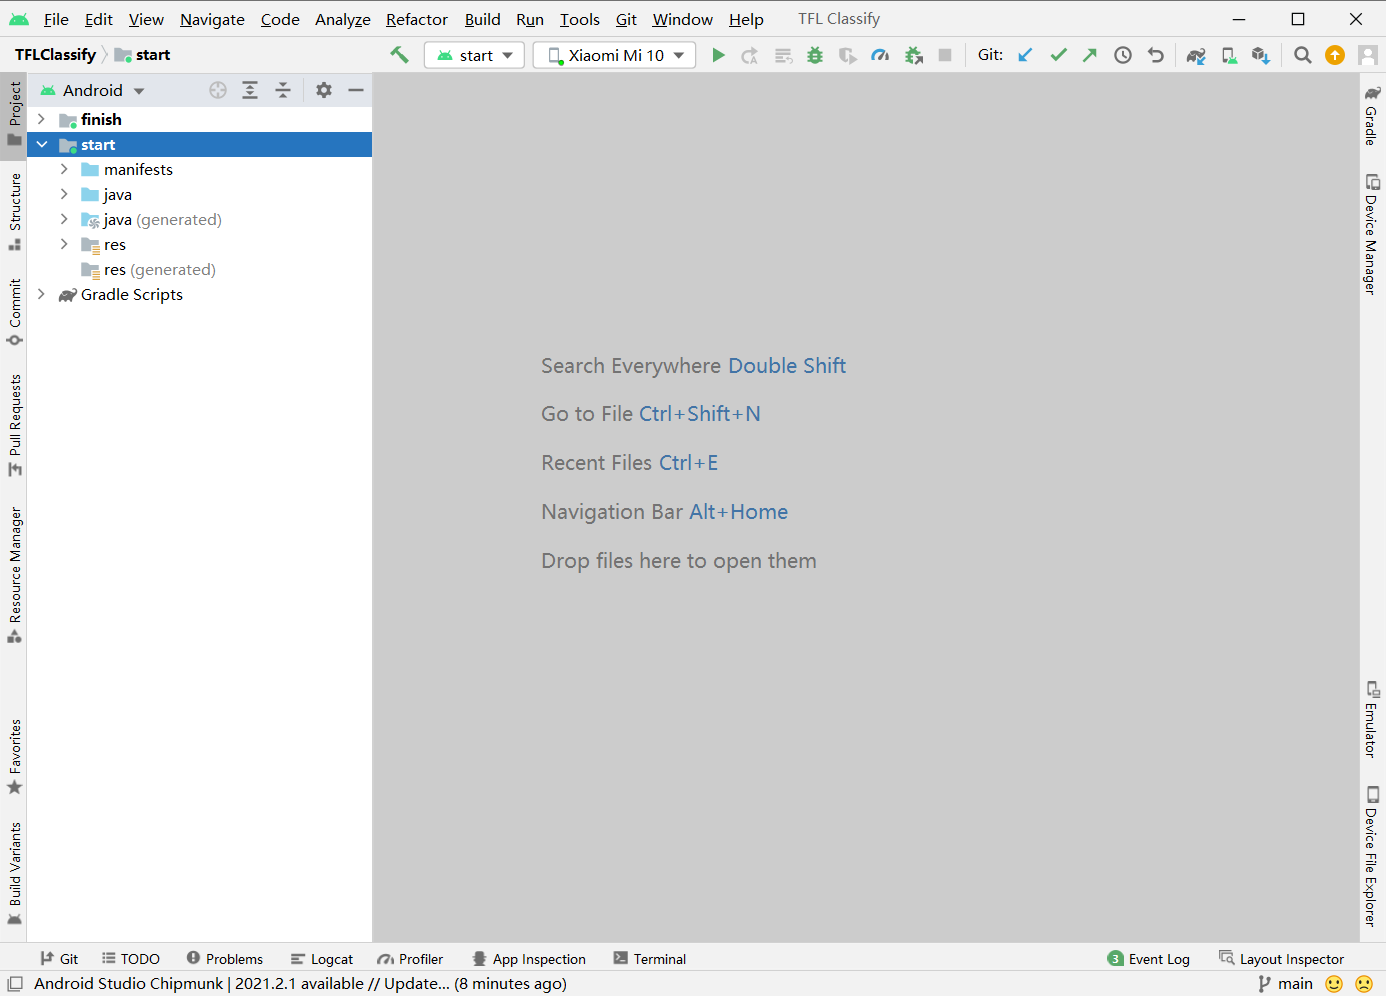 File Edit View Navigate Code Analyze Refactor Build Run Tools Git Window Help TFL Classify
TFLClassify start
start
Xiaomi Mi 10
Git:
Project
Structure
Commit
Pull Requests
Resource Manager
Favorites
Build Variants
Android
finish
start
manifests
java
java (generated)
res
res (generated)
Gradle Scripts
Search Everywhere Double Shift
Go to File Ctrl+Shift+N
Recent Files Ctrl+E
Navigation Bar Alt+Home
Drop files here to open them
Gradle
Device Manager
Emulator
Device File Explorer
Git TODO Problems Logcat Profiler App Inspection Terminal 3 Event Log Layout Inspector
Android Studio Chipmunk | 2021.2.1 available // Update... (8 minutes ago) main